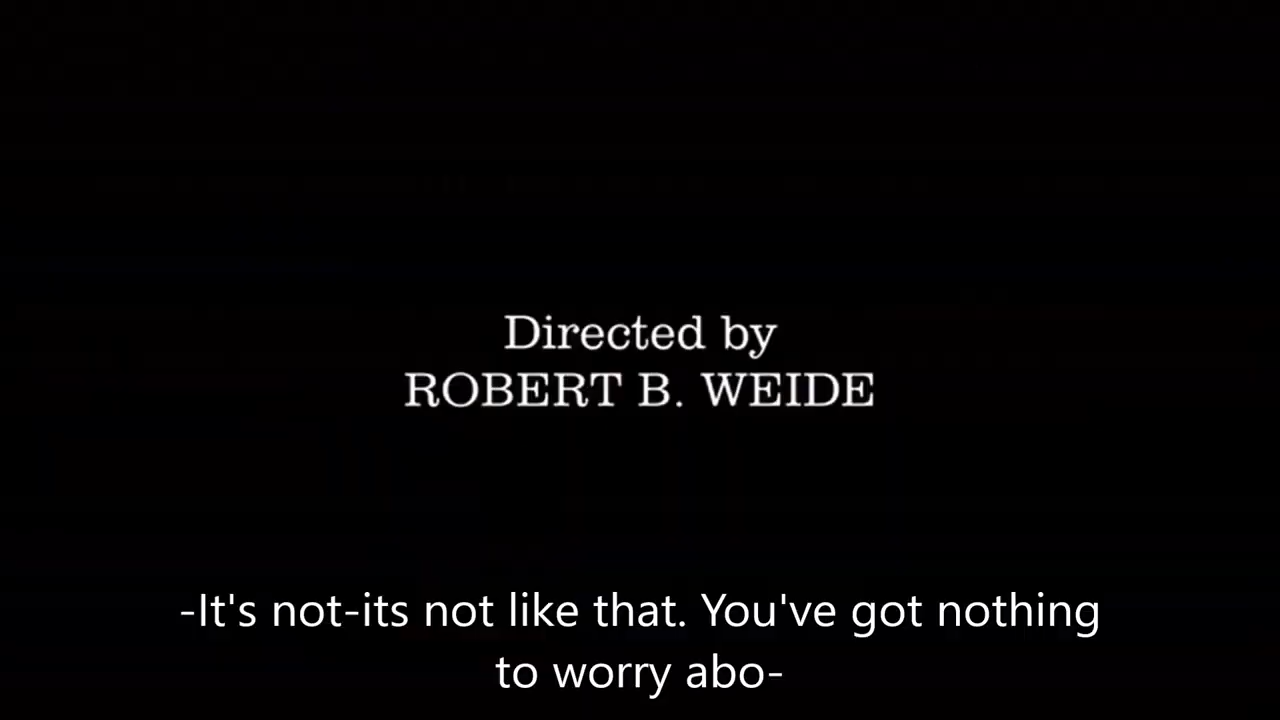 Directed by
ROBERT B. WEIDE
-It's not-its not like that. You've got nothing
to worry abo-